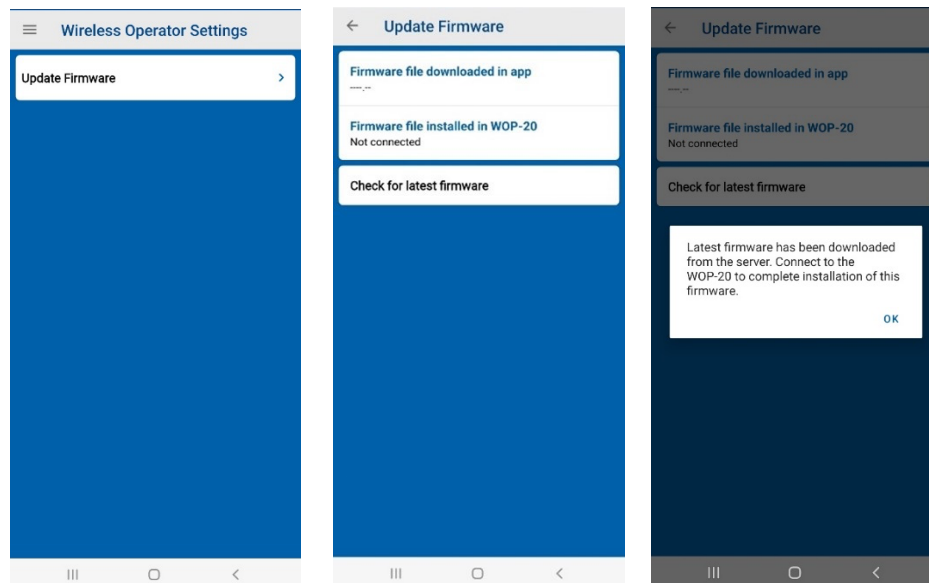 Wireless Operator Settings
Update Firmware
Update Firmware
Firmware file downloaded in app
----.--
Firmware file installed in WOP-20
Not connected
Check for latest firmware
Update Firmware
Firmware file downloaded in app
----.--
Firmware file installed in WOP-20
Not connected
Check for latest firmware
Latest firmware has been downloaded
from the server. Connect to the
WOP-20 to complete installation of this
firmware.
OK